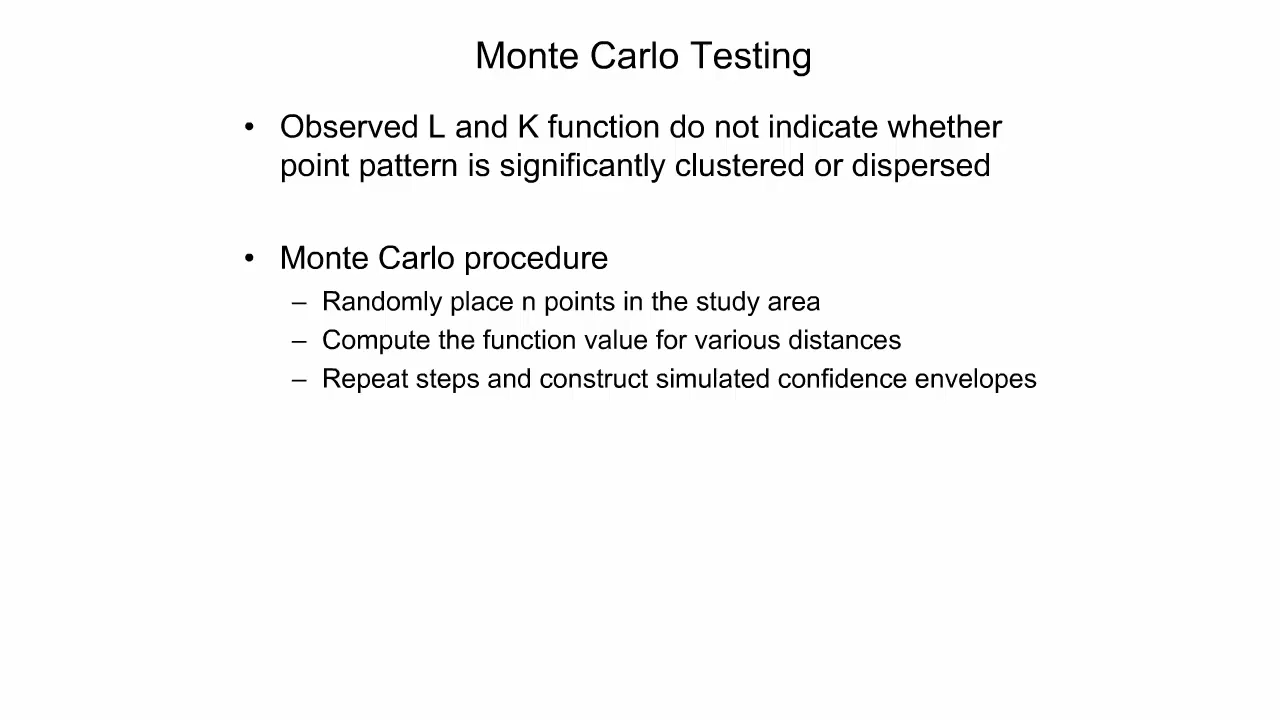 Monte Carlo Testing
• Observed L and K function do not indicate whether
point pattern is significantly clustered or dispersed
• Monte Carlo procedure
– Randomly place n points in the study area
– Compute the function value for various distances
– Repeat steps and construct simulated confidence envelopes